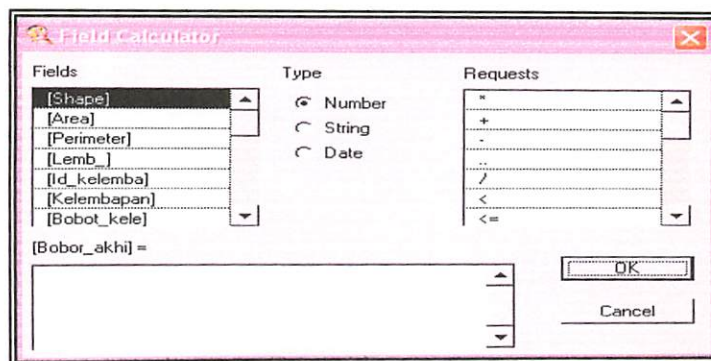 Field Calculator
Fields
[Shape]
[Area]
[Perimeter]
[Lemb_]
[Id_kelemba]
[Kelembapan]
[Bobot_kele]
Type
Number
String
Date
Requests
*
+
-
..
/
<
<=
[Bobor_akhi] =
OK
Cancel